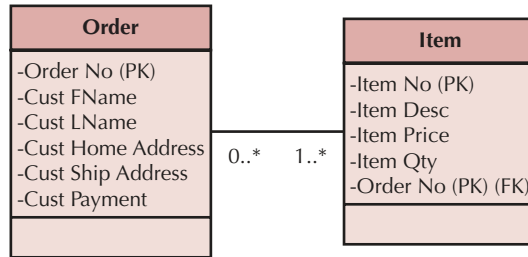 Order
-Order No (PK)
-Cust FName
-Cust LName
-Cust Home Address
-Cust Ship Address
-Cust Payment
0..*
1..*
Item
-Item No (PK)
-Item Desc
-Item Price
-Item Qty
-Order No (PK) (FK)